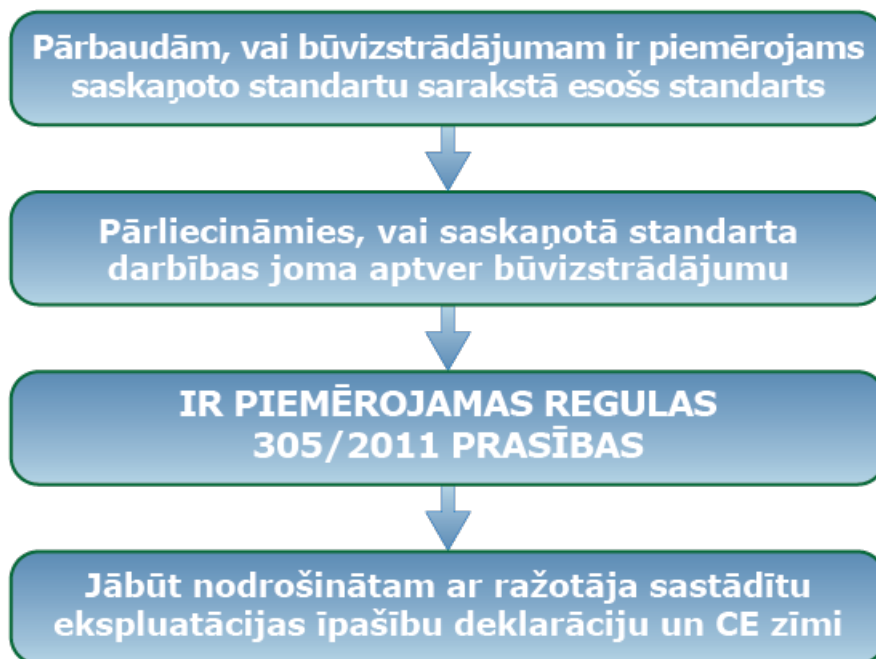 Pārbaudām, vai būvizstrādājumam ir piemērojams
saskaņoto standartu sarakstā esošs standarts
Pārliecināmies, vai saskaņotā standarta
darbības joma aptver būvizstrādājumu
IR PIEMĒROJAMAS REGULAS
305/2011 PRASĪBAS
Jābūt nodrošinātam ar ražotāja sastādītu
ekspluatācijas īpašību deklarāciju un CE zīmi